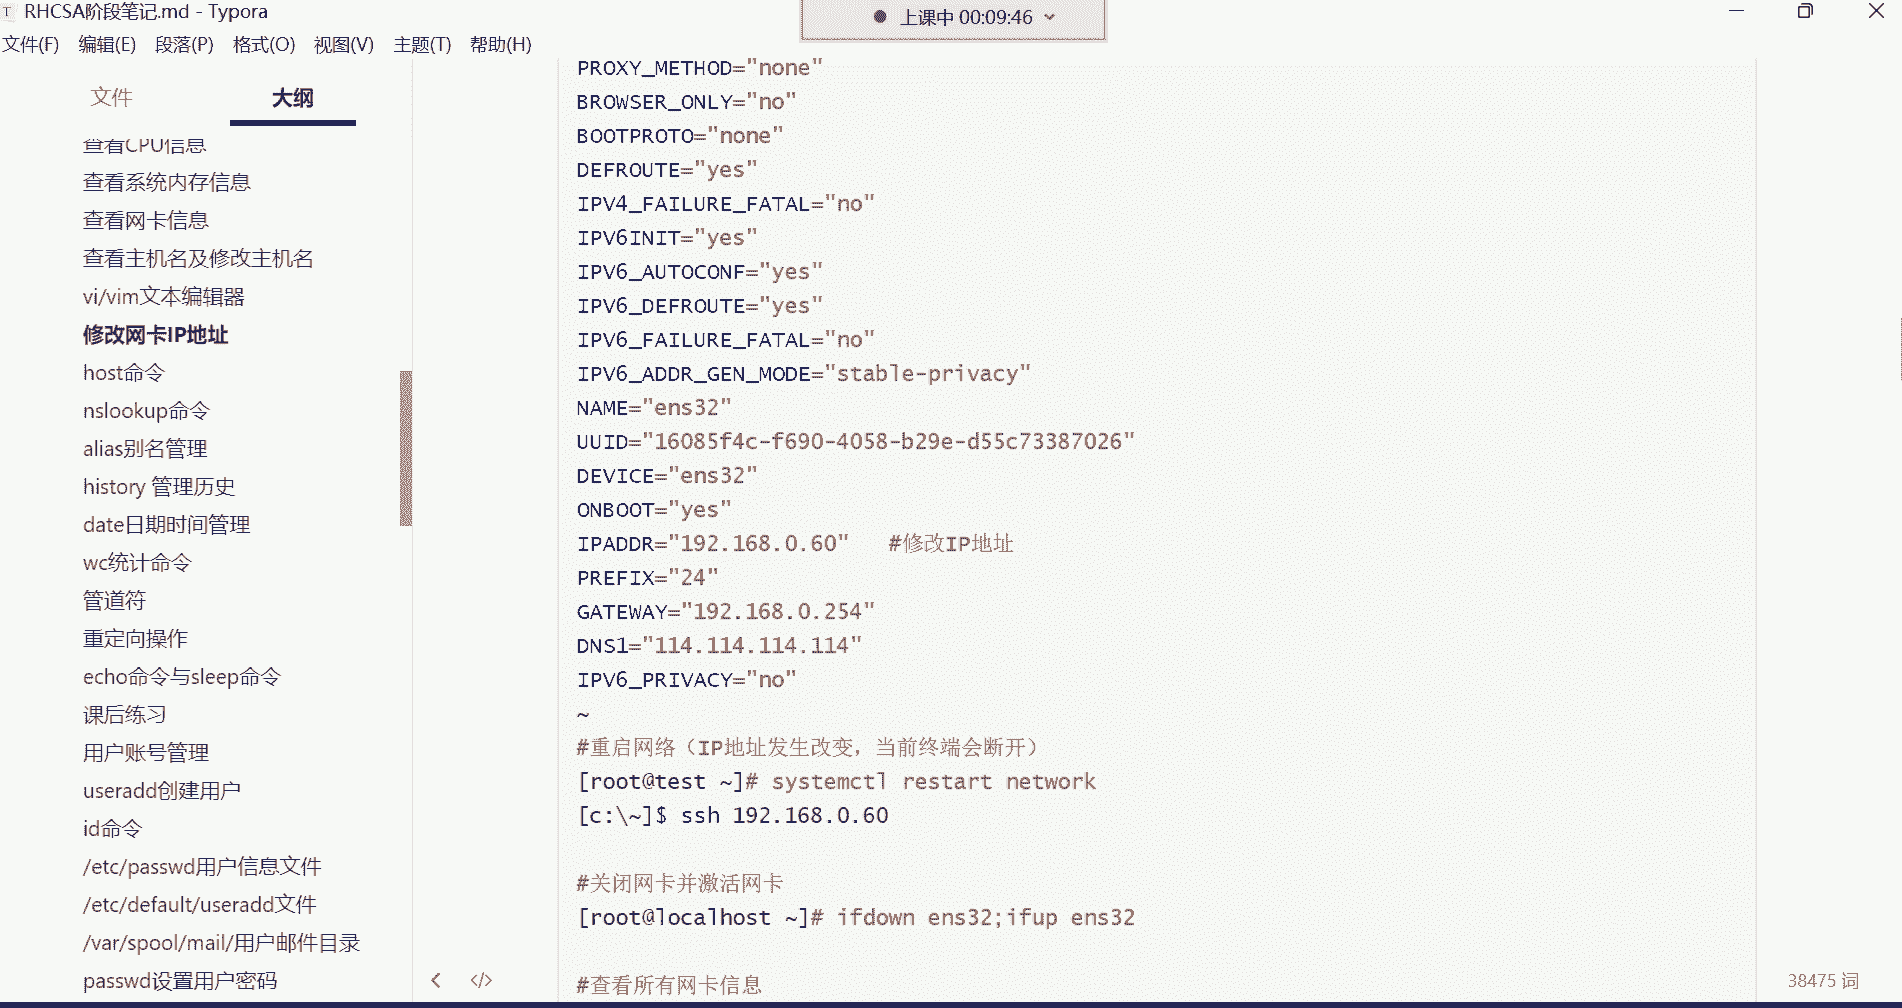 RHCSA阶段笔记.md - Typora
上课中 00:09:46
文件(F) 编辑(E) 段落(P) 格式(O) 视图(V) 主题(T) 帮助(H)
文件 大纲
查看CPU信息
查看系统内存信息
查看网卡信息
查看主机名及修改主机名
vi/vim文本编辑器
修改网卡IP地址
host命令
nslookup命令
alias别名管理
history 管理历史
date日期时间管理
wc统计命令
管道符
重定向操作
echo命令与sleep命令
课后练习
用户账号管理
useradd创建用户
id命令
/etc/passwd用户信息文件
/etc/default/useradd文件
/var/spool/mail/用户邮件目录
passwd设置用户密码
PROXY_METHOD="none"
BROWSER_ONLY="no"
BOOTPROTO="none"
DEFROUTE="yes"
IPV4_FAILURE_FATAL="no"
IPV6INIT="yes"
IPV6_AUTOCONF="yes"
IPV6_DEFROUTE="yes"
IPV6_FAILURE_FATAL="no"
IPV6_ADDR_GEN_MODE="stable-privacy"
NAME="ens32"
UUID="16085f4c-f690-4058-b29e-d55c73387026"
DEVICE="ens32"
ONBOOT="yes"
IPADDR="192.168.0.60" #修改IP地址
PREFIX="24"
GATEWAY="192.168.0.254"
DNS1="114.114.114.114"
IPV6_PRIVACY="no"
~
#重启网络（IP地址发生改变，当前终端会断开）
[root@test ~]# systemctl restart network
[c:\~]$ ssh 192.168.0.60
#关闭网卡并激活网卡
[root@localhost ~]# ifdown ens32;ifup ens32
#查看所有网卡信息
38475 词